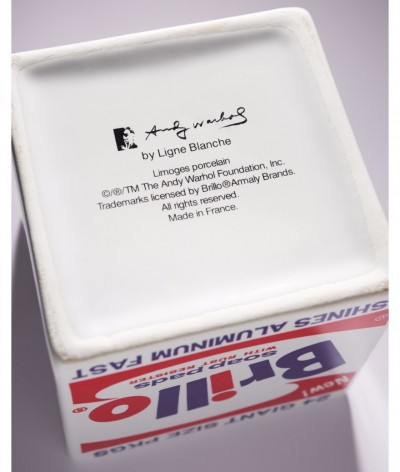 Andy Warhol
by Ligne Blanche
Limoges porcelain
©/®/TM The Andy Warhol Foundation, Inc.
Trademarks licensed by Brillo®Armaly Brands.
All rights reserved.
Made in France.
New!
Brillo®
soap pads
WITH RUST RESISTER
SHINES ALUMINUM FAST
24 GIANT SIZE PKGS